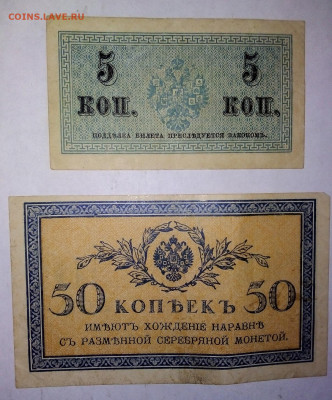 COINS.LAVE.RU
5 5
КОП. КОП.
ПОДДѢЛКА БИЛЕТА ПРЕСЛѢДУЕТСЯ ЗАКОНОМЪ.
50 КОПѢЕКЪ 50
ИМѢЮТЪ ХОЖДЕНІЕ НАРАВНѢ
СЪ РАЗМѢННОЙ СЕРЕБРЯНОЙ МОНЕТОЙ.